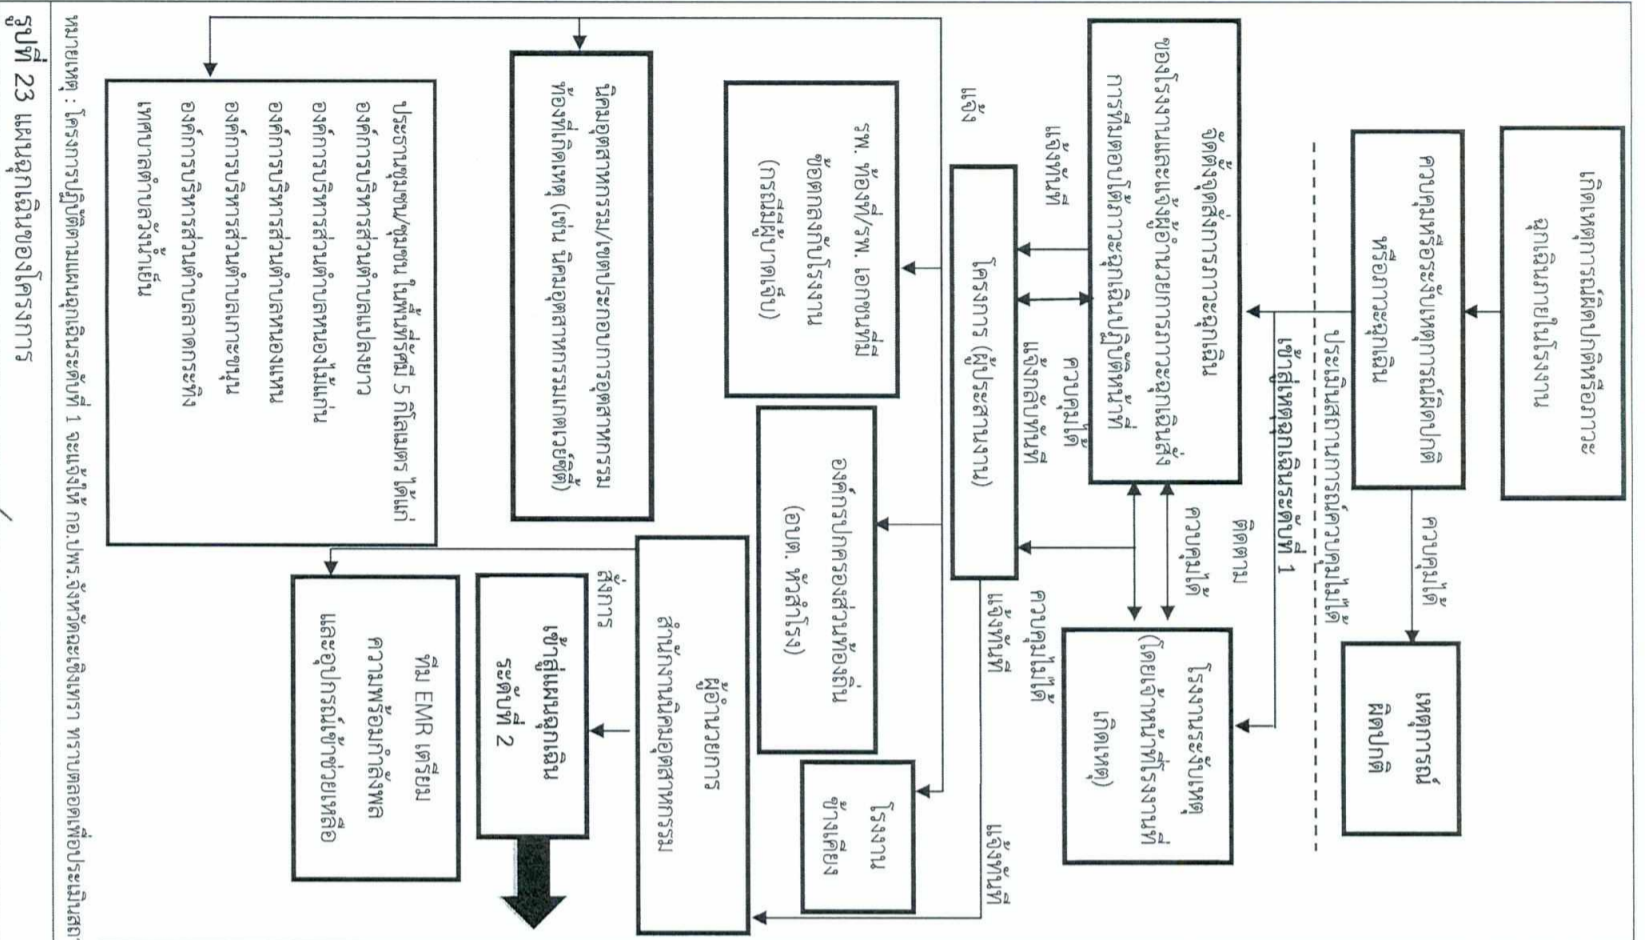 เกิดเหตุการณ์ผิดปกติหรือภาวะ
ฉุกเฉินภายในโรงงาน
ควบคุมหรือระงับเหตุการณ์ผิดปกติ
หรือภาวะฉุกเฉิน
ควบคุมได้
เหตุการณ์
ผิดปกติ
ประเมินสถานการณ์ควบคุมไม่ได้
เข้าสู่เหตุฉุกเฉินระดับที่ 1
จัดตั้งจุดสั่งการภาวะฉุกเฉิน
ของโรงงานและแจ้งผู้อำนวยการภาวะฉุกเฉินสั่ง
การทีมตอบโต้ภาวะฉุกเฉินปฏิบัติหน้าที่
ติดตาม
ควบคุมได้
โรงงานระงับเหตุ
(โดยเจ้าหน้าที่โรงงานที่
เกิดเหตุ)
แจ้งทันที
ควบคุมได้
แจ้งกลับทันที
ควบคุมไม่ได้
แจ้งทันที
แจ้งทันที
แจ้ง
โครงการ (ผู้ประสานงาน)
รพ. ท้องที่/รพ. เอกชนที่มี
ข้อตกลงกับโรงงาน
(กรณีมีผู้บาดเจ็บ)
องค์กรปกครองส่วนท้องถิ่น
(อบต. หัวสำโรง)
โรงงาน
ข้างเคียง
นิคมอุตสาหกรรม/เขตประกอบการอุตสาหกรรม
ท้องที่เกิดเหตุ (เช่น นิคมอุตสาหกรรมเกตเวย์ซิตี้)
ผู้อำนวยการ
สำนักงานนิคมอุตสาหกรรม
สั่งการ
เข้าสู่แผนฉุกเฉิน
ระดับที่ 2
ประธานชุมชน/ชุมชน ในพื้นที่รัศมี 5 กิโลเมตร ได้แก่
องค์การบริหารส่วนตำบลแปลงยาว
องค์การบริหารส่วนตำบลหนองไม้แก่น
องค์การบริหารส่วนตำบลหนองแหน
องค์การบริหารส่วนตำบลเกาะขนุน
องค์การบริหารส่วนตำบลลาดกระทิง
เทศบาลตำบลวังน้ำเย็น
ทีม EMR เตรียม
ความพร้อมกำลังพล
และอุปกรณ์เข้าช่วยเหลือ
หมายเหตุ : โครงการปฏิบัติตามแผนฉุกเฉินระดับที่ 1 จะแจ้งให้ กอ.ปพร.จังหวัดฉะเชิงเทรา ทราบตลอดเพื่อประเมิน
รูปที่ 23 แผนฉุกเฉินของโครงการ